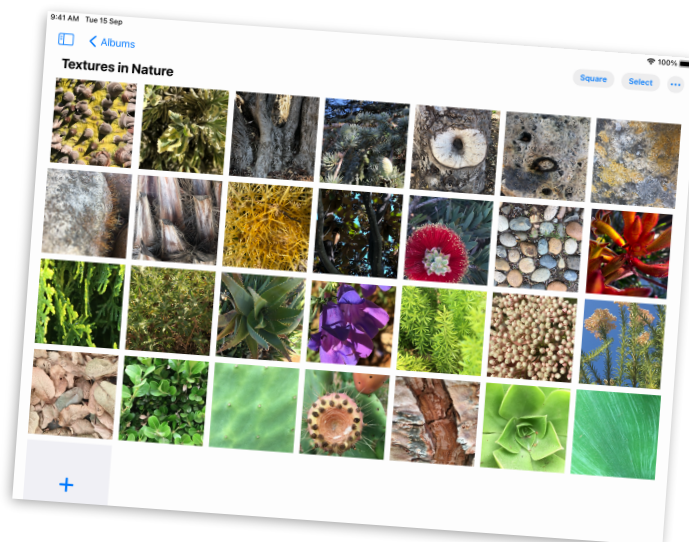 9:41 AM Tue 15 Sep
100%
Albums
Textures in Nature
Square
Select